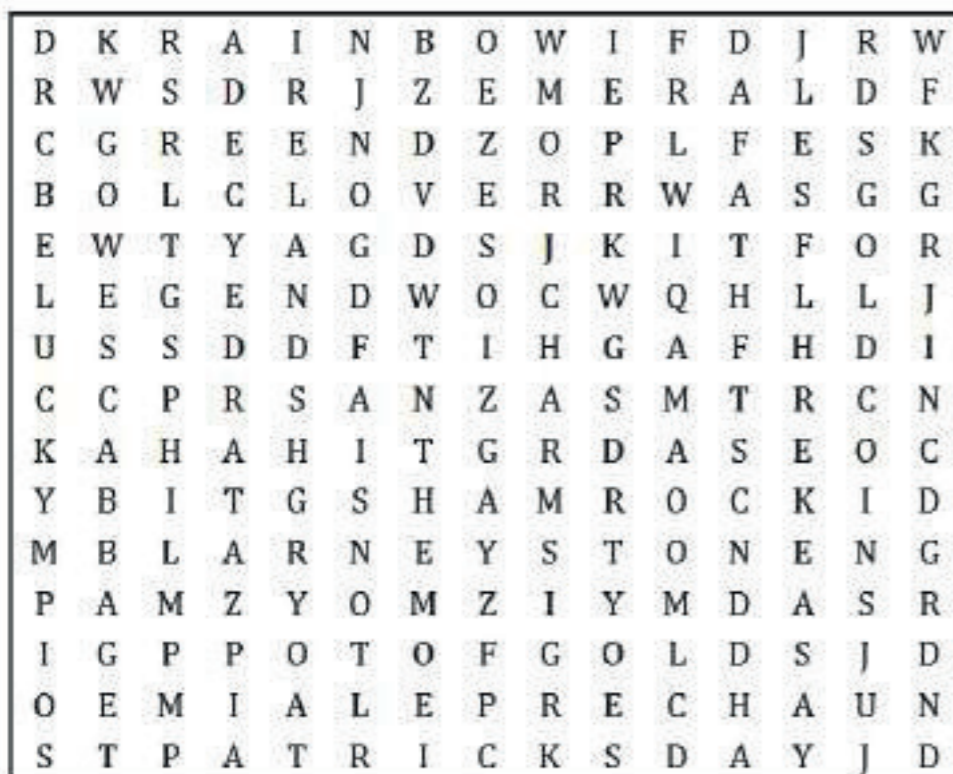 D K R A I N B O W I F D J R W
R W S D R J Z E M E R A L D F
C G R E E N D Z O P L F E S K
B O L C L O V E R R W A S G G
E W T Y A G D S J K I T F O R
L E G E N D W O C W Q H L L J
U S S D D F T I H G A F H D I
C C P R S A N Z A S M T R C N
K A H A H I T G R D A S E O C
Y B I T G S H A M R O C K I D
M B L A R N E Y S T O N E N G
P A M Z Y O M Z I Y M D A S R
I G P P O T O F G O L D S J D
O E M I A L E P R E C H A U N
S T P A T R I C K S D A Y J D